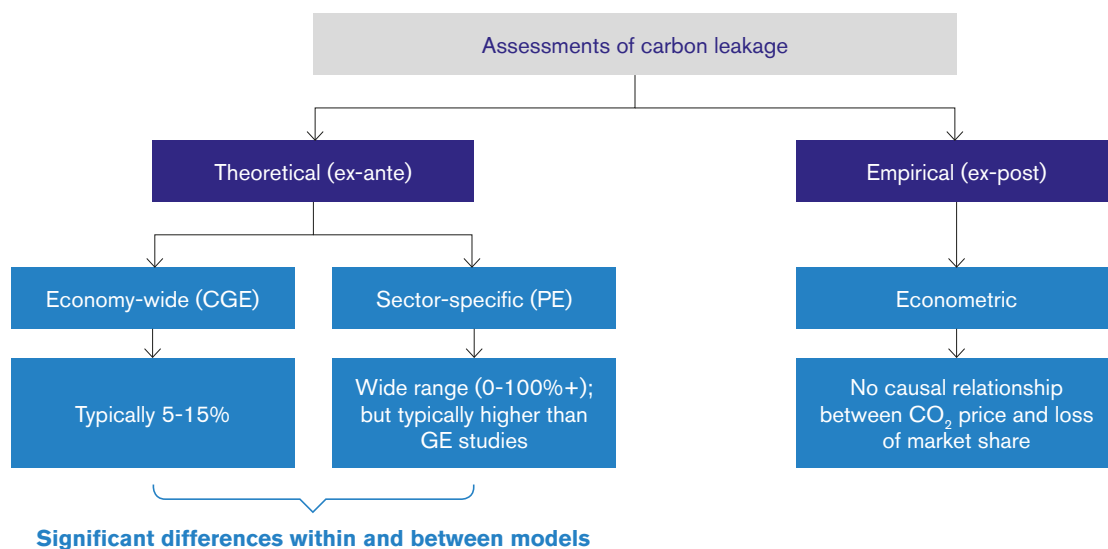 Assessments of carbon leakage
Theoretical (ex-ante)
Empirical (ex-post)
Economy-wide (CGE)
Sector-specific (PE)
Econometric
Typically 5-15%
Wide range (0-100%+);
but typically higher than
GE studies
No causal relationship
between CO₂ price and loss
of market share
Significant differences within and between models